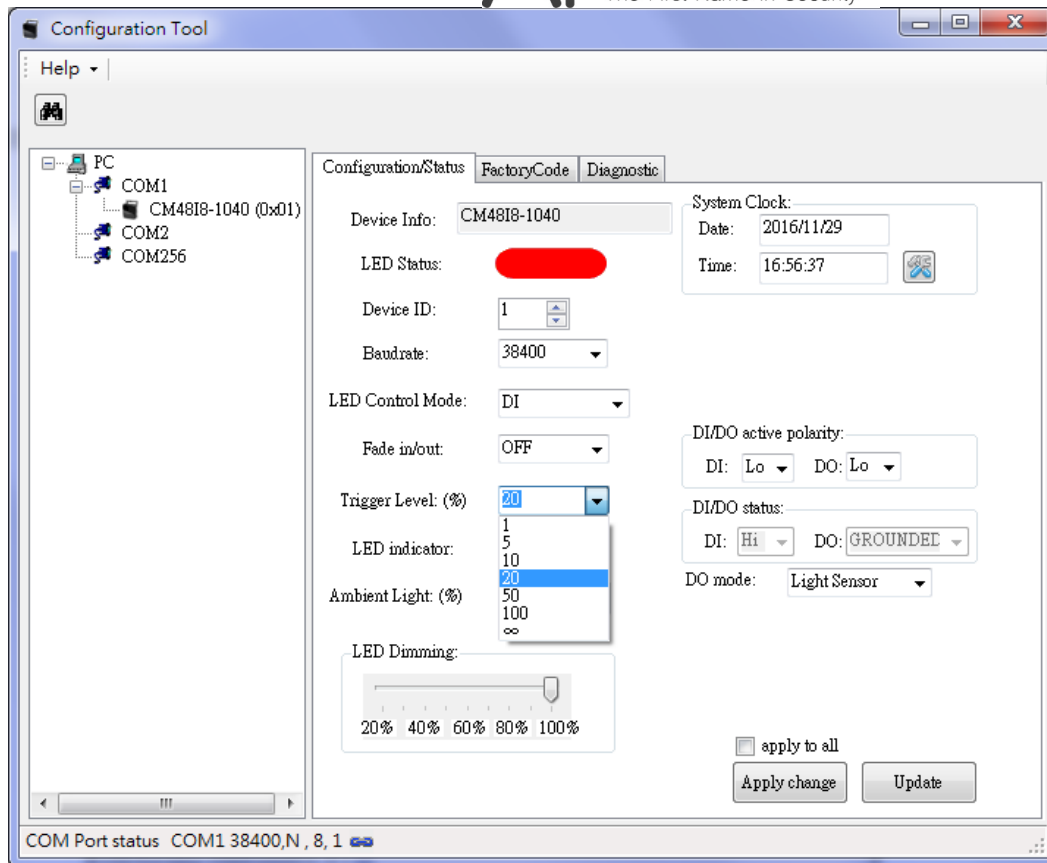 The First Name in Security
Configuration Tool
Help
PC
COM1
CM48I8-1040 (0x01)
COM2
COM256
Configuration/Status FactoryCode Diagnostic
Device Info: CM48I8-1040
LED Status:
Device ID: 1
Baudrate: 38400
LED Control Mode: DI
Fade in/out: OFF
Trigger Level: (%) 20
1
5
10
20
50
100
∞
LED indicator:
Ambient Light: (%)
LED Dimming:
20% 40% 60% 80% 100%
System Clock:
Date: 2016/11/29
Time: 16:56:37
DI/DO active polarity:
DI: Lo DO: Lo
DI/DO status:
DI: Hi DO: GROUNDED
DO mode: Light Sensor
apply to all
Apply change Update
COM Port status COM1 38400,N , 8, 1